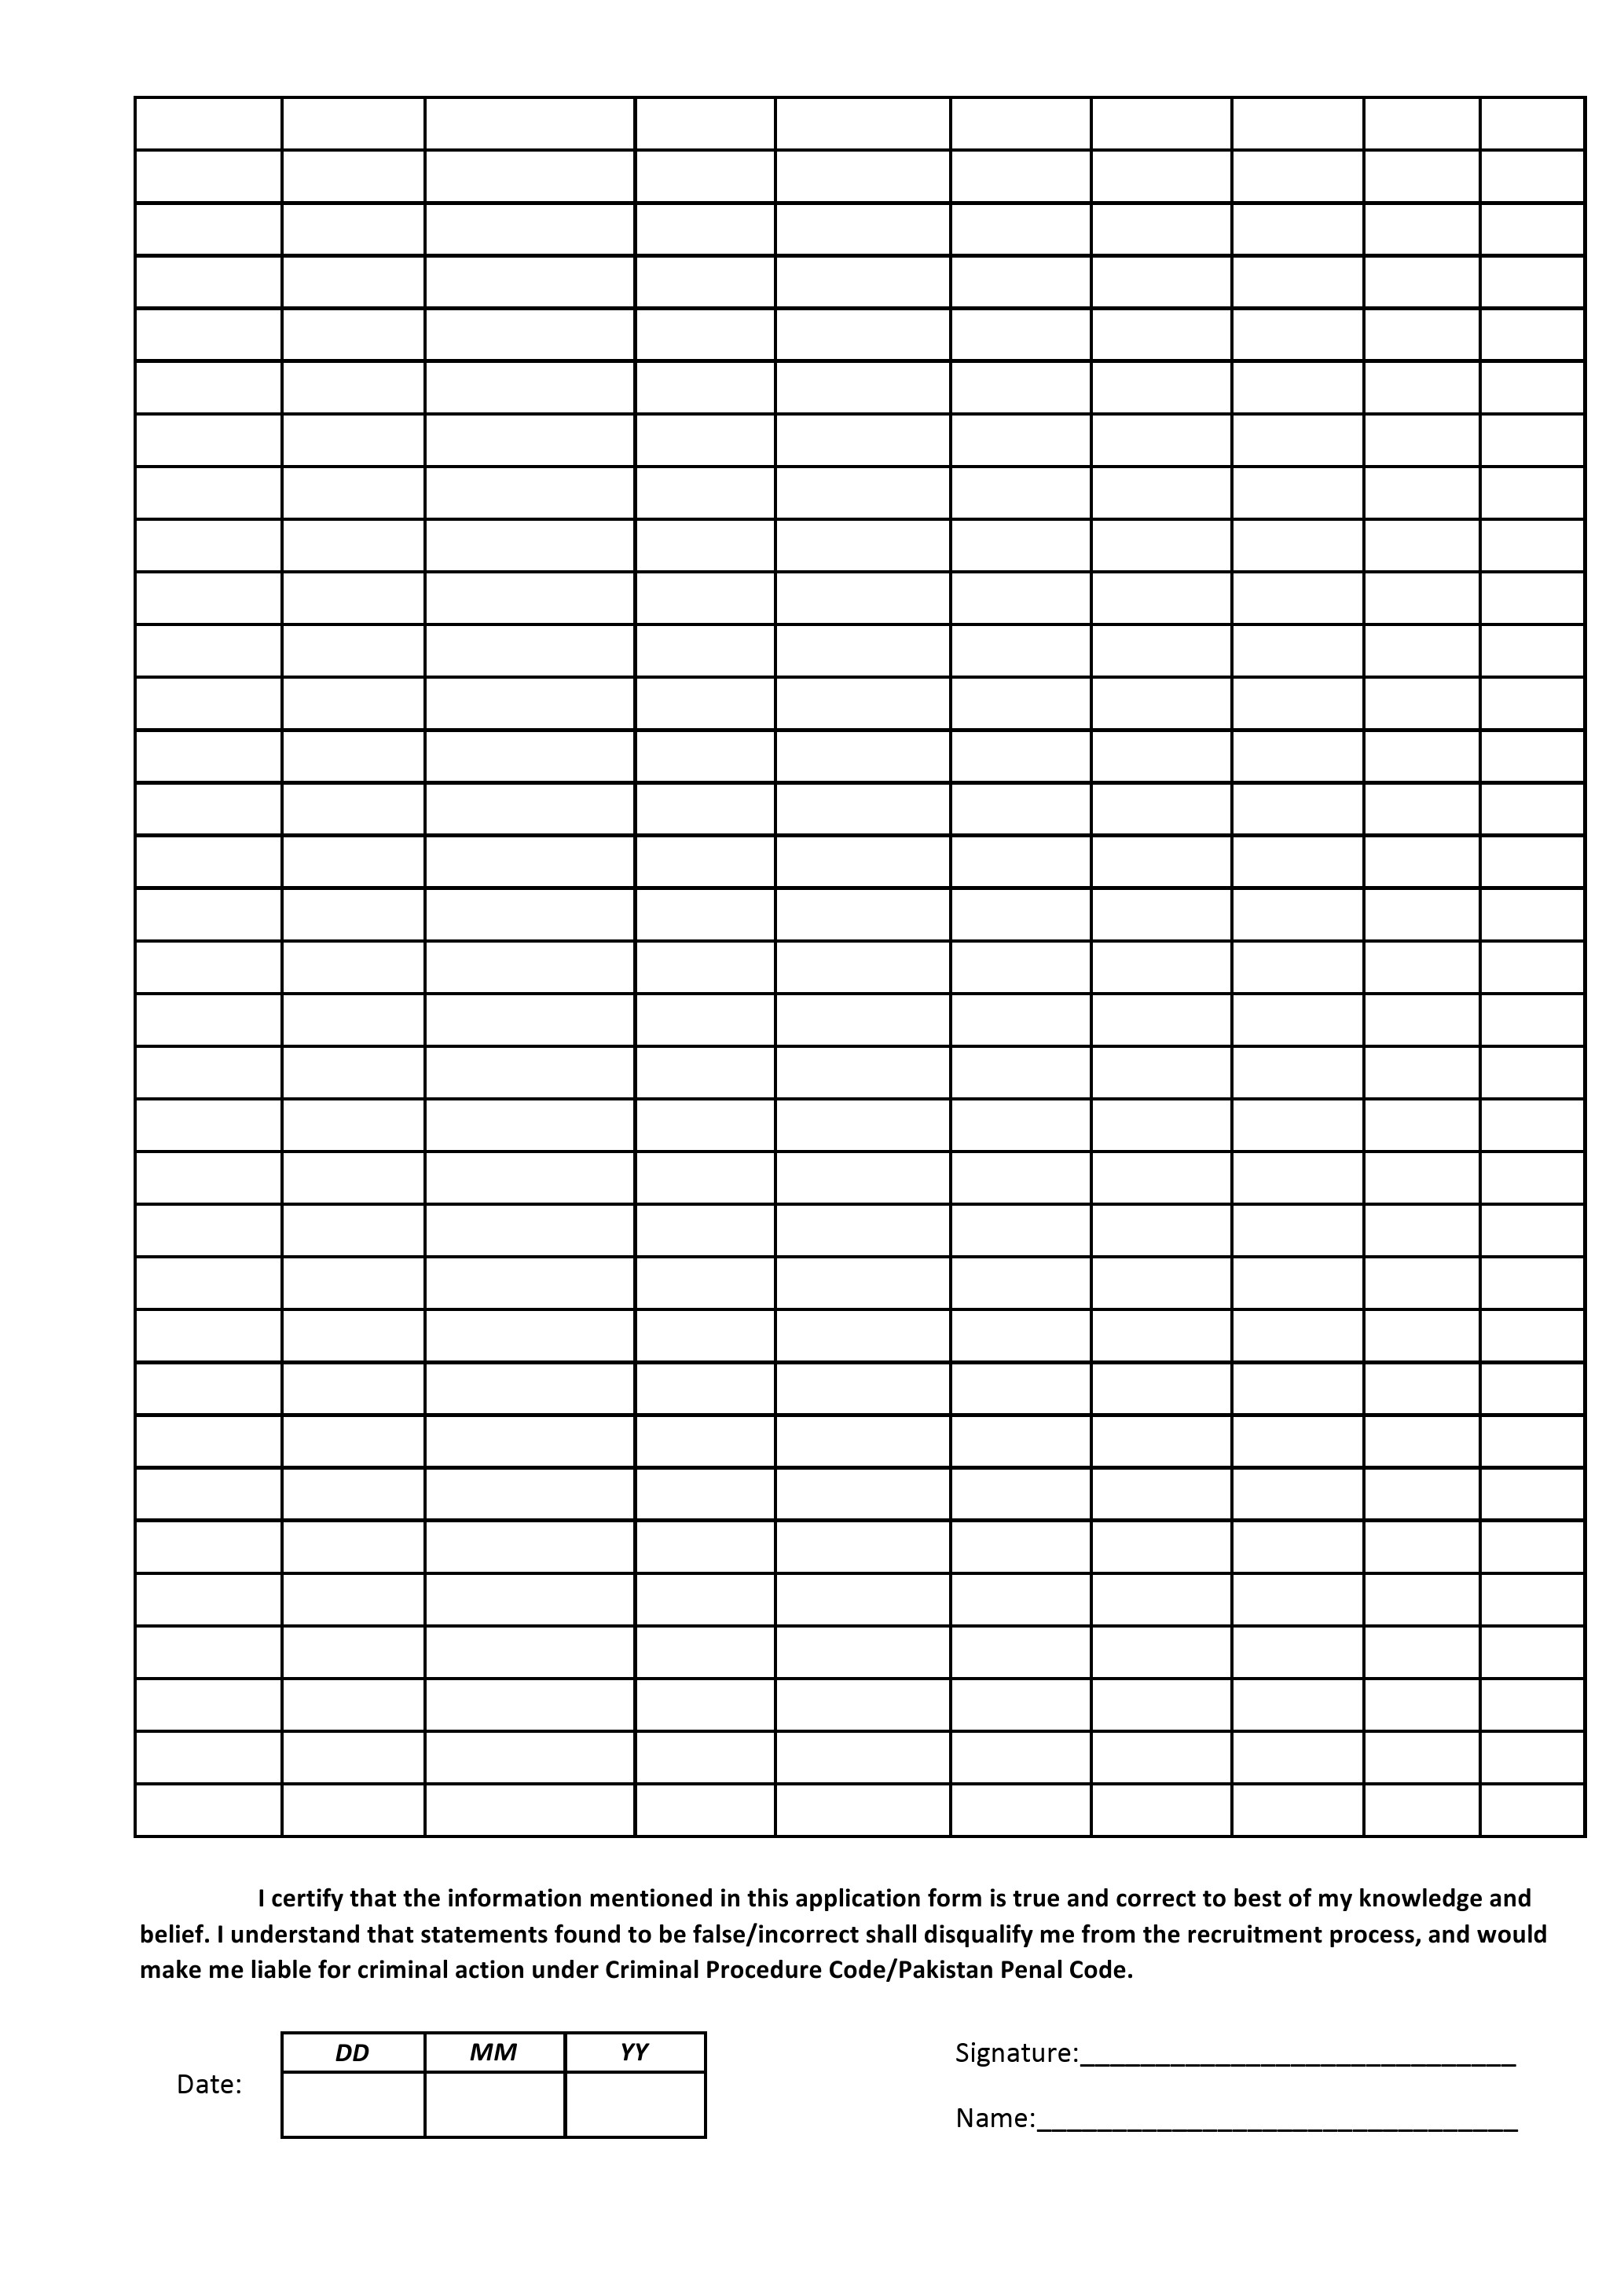 I certify that the information mentioned in this application form is true and correct to best of my knowledge and
belief. I understand that statements found to be false/incorrect shall disqualify me from the recruitment process, and would
make me liable for criminal action under Criminal Procedure Code/Pakistan Penal Code.
DD MM YY
Date:
Signature:_____________________________
Name:________________________________